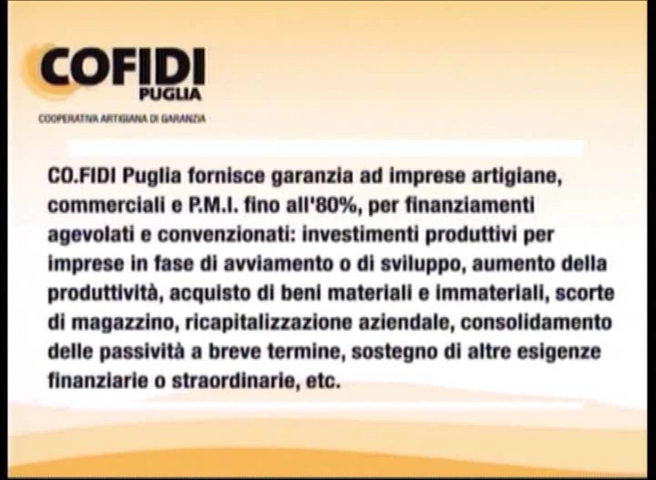 COFIDI
PUGLIA
COOPERATIVA ARTIGIANA DI GARANZIA
CO.FIDI Puglia fornisce garanzia ad imprese artigiane,
commerciali e P.M.I. fino all'80%, per finanziamenti
agevolati e convenzionati: investimenti produttivi per
imprese in fase di avviamento o di sviluppo, aumento della
produttività, acquisto di beni materiali e immateriali, scorte
di magazzino, ricapitalizzazione aziendale, consolidamento
delle passività a breve termine, sostegno di altre esigenze
finanziarie o straordinarie, etc.